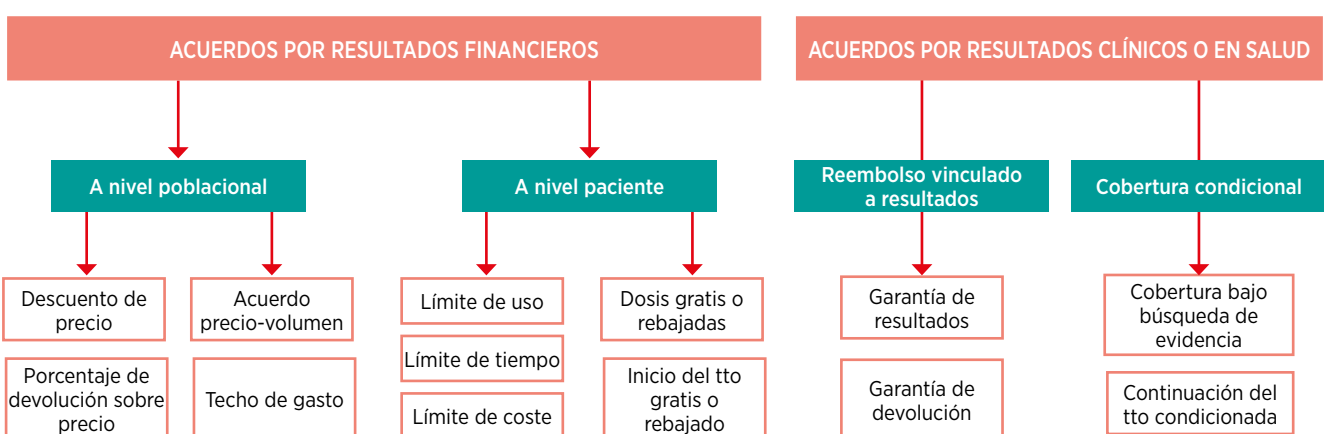 ACUERDOS POR RESULTADOS FINANCIEROS
ACUERDOS POR RESULTADOS CLÍNICOS O EN SALUD
A nivel poblacional
A nivel paciente
Reembolso vinculado
a resultados
Cobertura condicional
Descuento de
precio
Acuerdo
precio-volumen
Límite de uso
Dosis gratis o
rebajadas
Garantía de
resultados
Cobertura bajo
búsqueda de
evidencia
Porcentaje de
devolución sobre
precio
Techo de gasto
Límite de tiempo
Límite de coste
Inicio del tto
gratis o
rebajado
Garantía de
devolución
Continuación del
tto condicionada